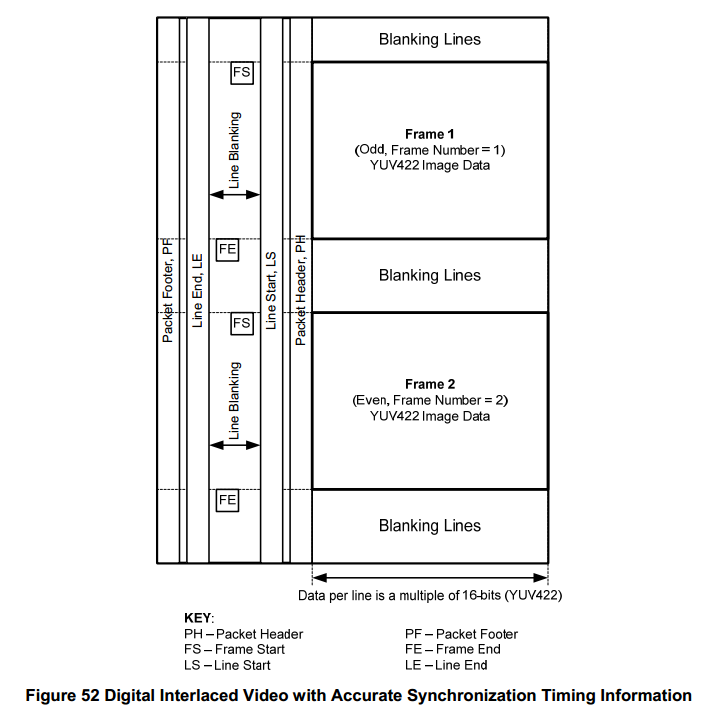 Blanking Lines
FS
Frame 1
(Odd, Frame Number = 1)
YUV422 Image Data
Line Blanking
FE
Packet Footer, PF
Line End, LE
Line Start, LS
Packet Header, PH
Blanking Lines
FS
Frame 2
(Even, Frame Number = 2)
YUV422 Image Data
Line Blanking
FE
Blanking Lines
Data per line is a multiple of 16-bits (YUV422)
KEY:
PH – Packet Header
PF – Packet Footer
FS – Frame Start
FE – Frame End
LS – Line Start
LE – Line End
Figure 52 Digital Interlaced Video with Accurate Synchronization Timing Information